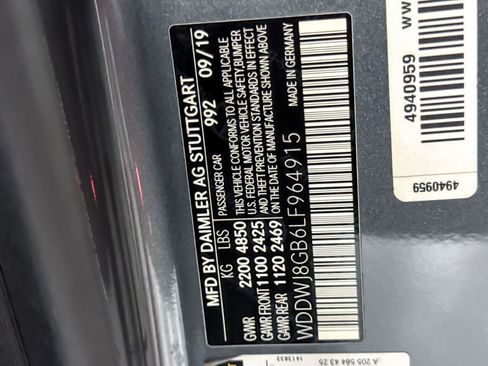 MFD BY DAIMLER AG STUTTGART
PASSENGER CAR 992 09/19
KG LBS
GVWR 2200 4850
GAWR FRONT 1100 2425
GAWR REAR 1120 2469
THIS VEHICLE CONFORMS TO ALL APPLICABLE
U.S. FEDERAL MOTOR VEHICLE SAFETY, BUMPER
AND THEFT PREVENTION STANDARDS IN EFFECT
ON THE DATE OF MANUFACTURE SHOWN ABOVE
MADE IN GERMANY
WDDWJ8GB6LF964915
WW
4940959
4940959
A 205 584 43 25
1413633